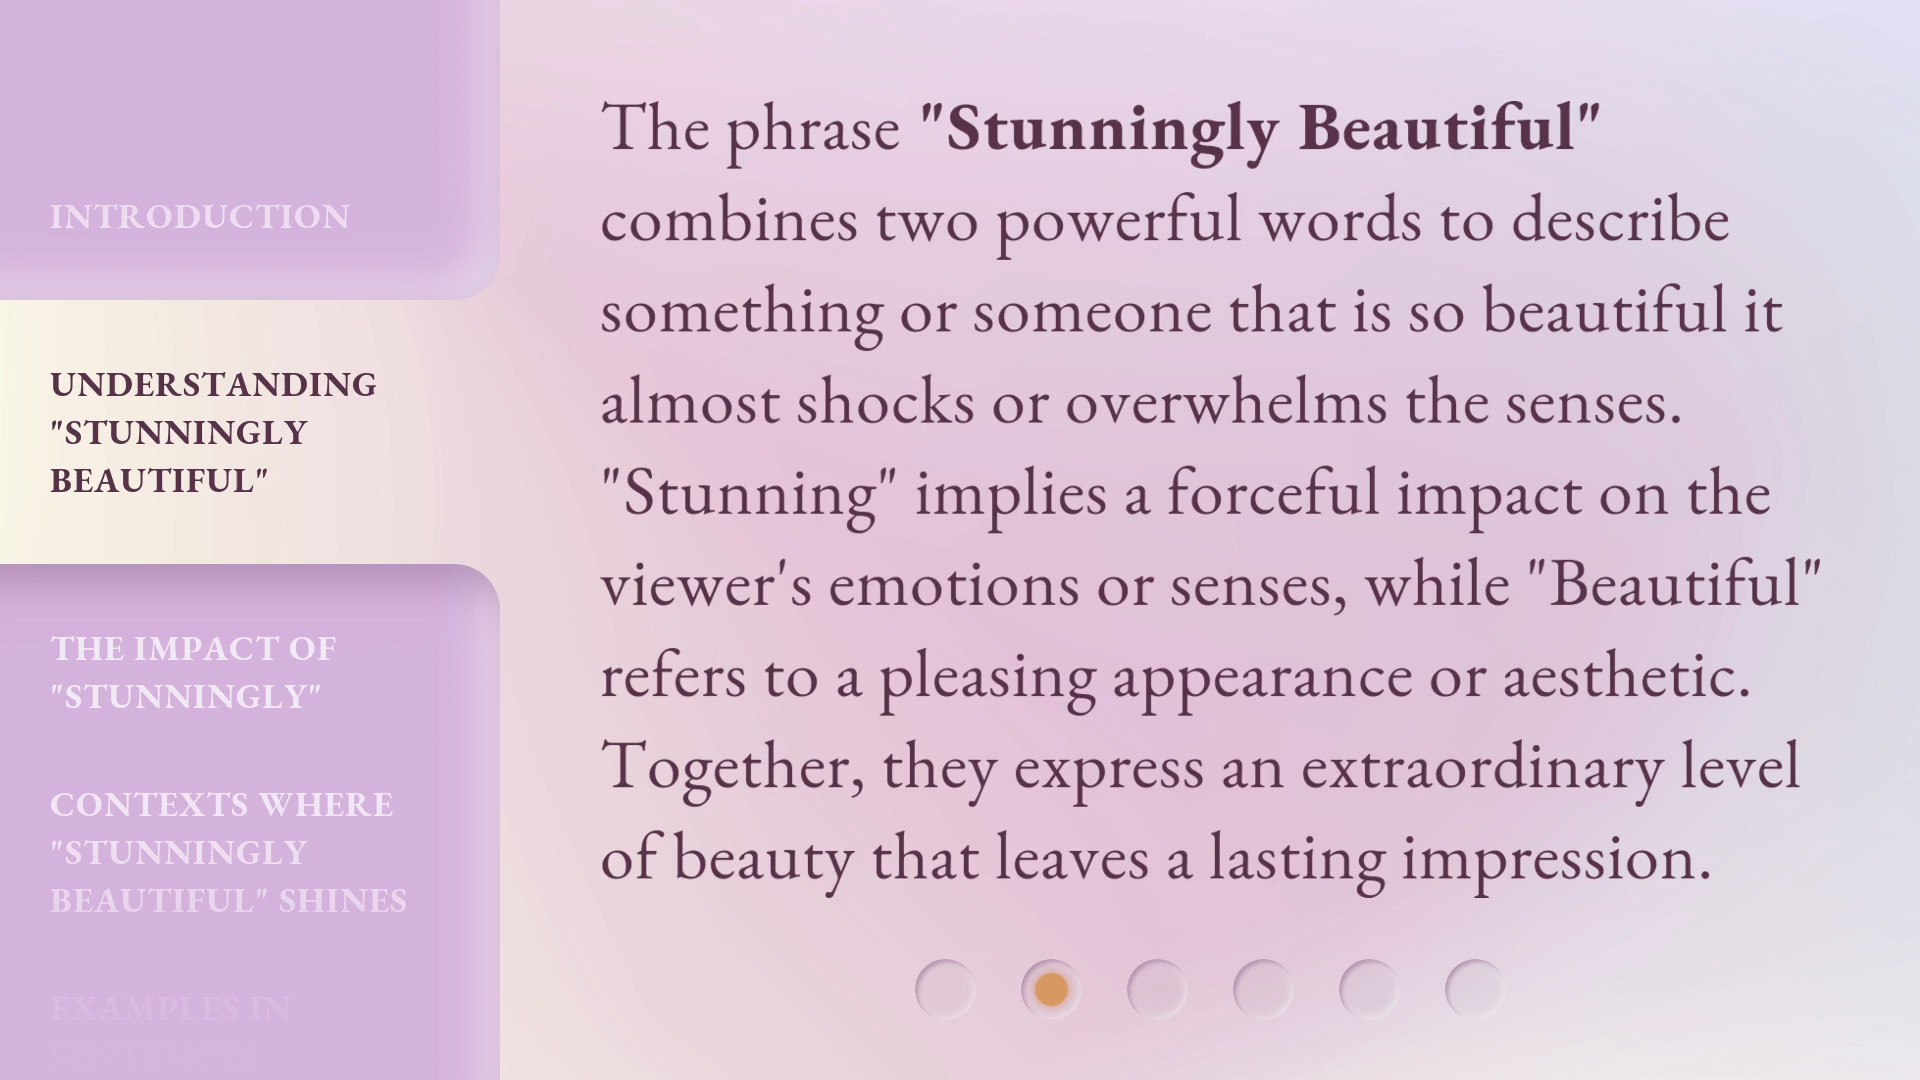 INTRODUCTION
UNDERSTANDING
"STUNNINGLY
BEAUTIFUL"
THE IMPACT OF
"STUNNINGLY"
CONTEXTS WHERE
"STUNNINGLY
BEAUTIFUL" SHINES
EXAMPLES IN
SENTENCES
The phrase "Stunningly Beautiful"
combines two powerful words to describe
something or someone that is so beautiful it
almost shocks or overwhelms the senses.
"Stunning" implies a forceful impact on the
viewer's emotions or senses, while "Beautiful"
refers to a pleasing appearance or aesthetic.
Together, they express an extraordinary level
of beauty that leaves a lasting impression.